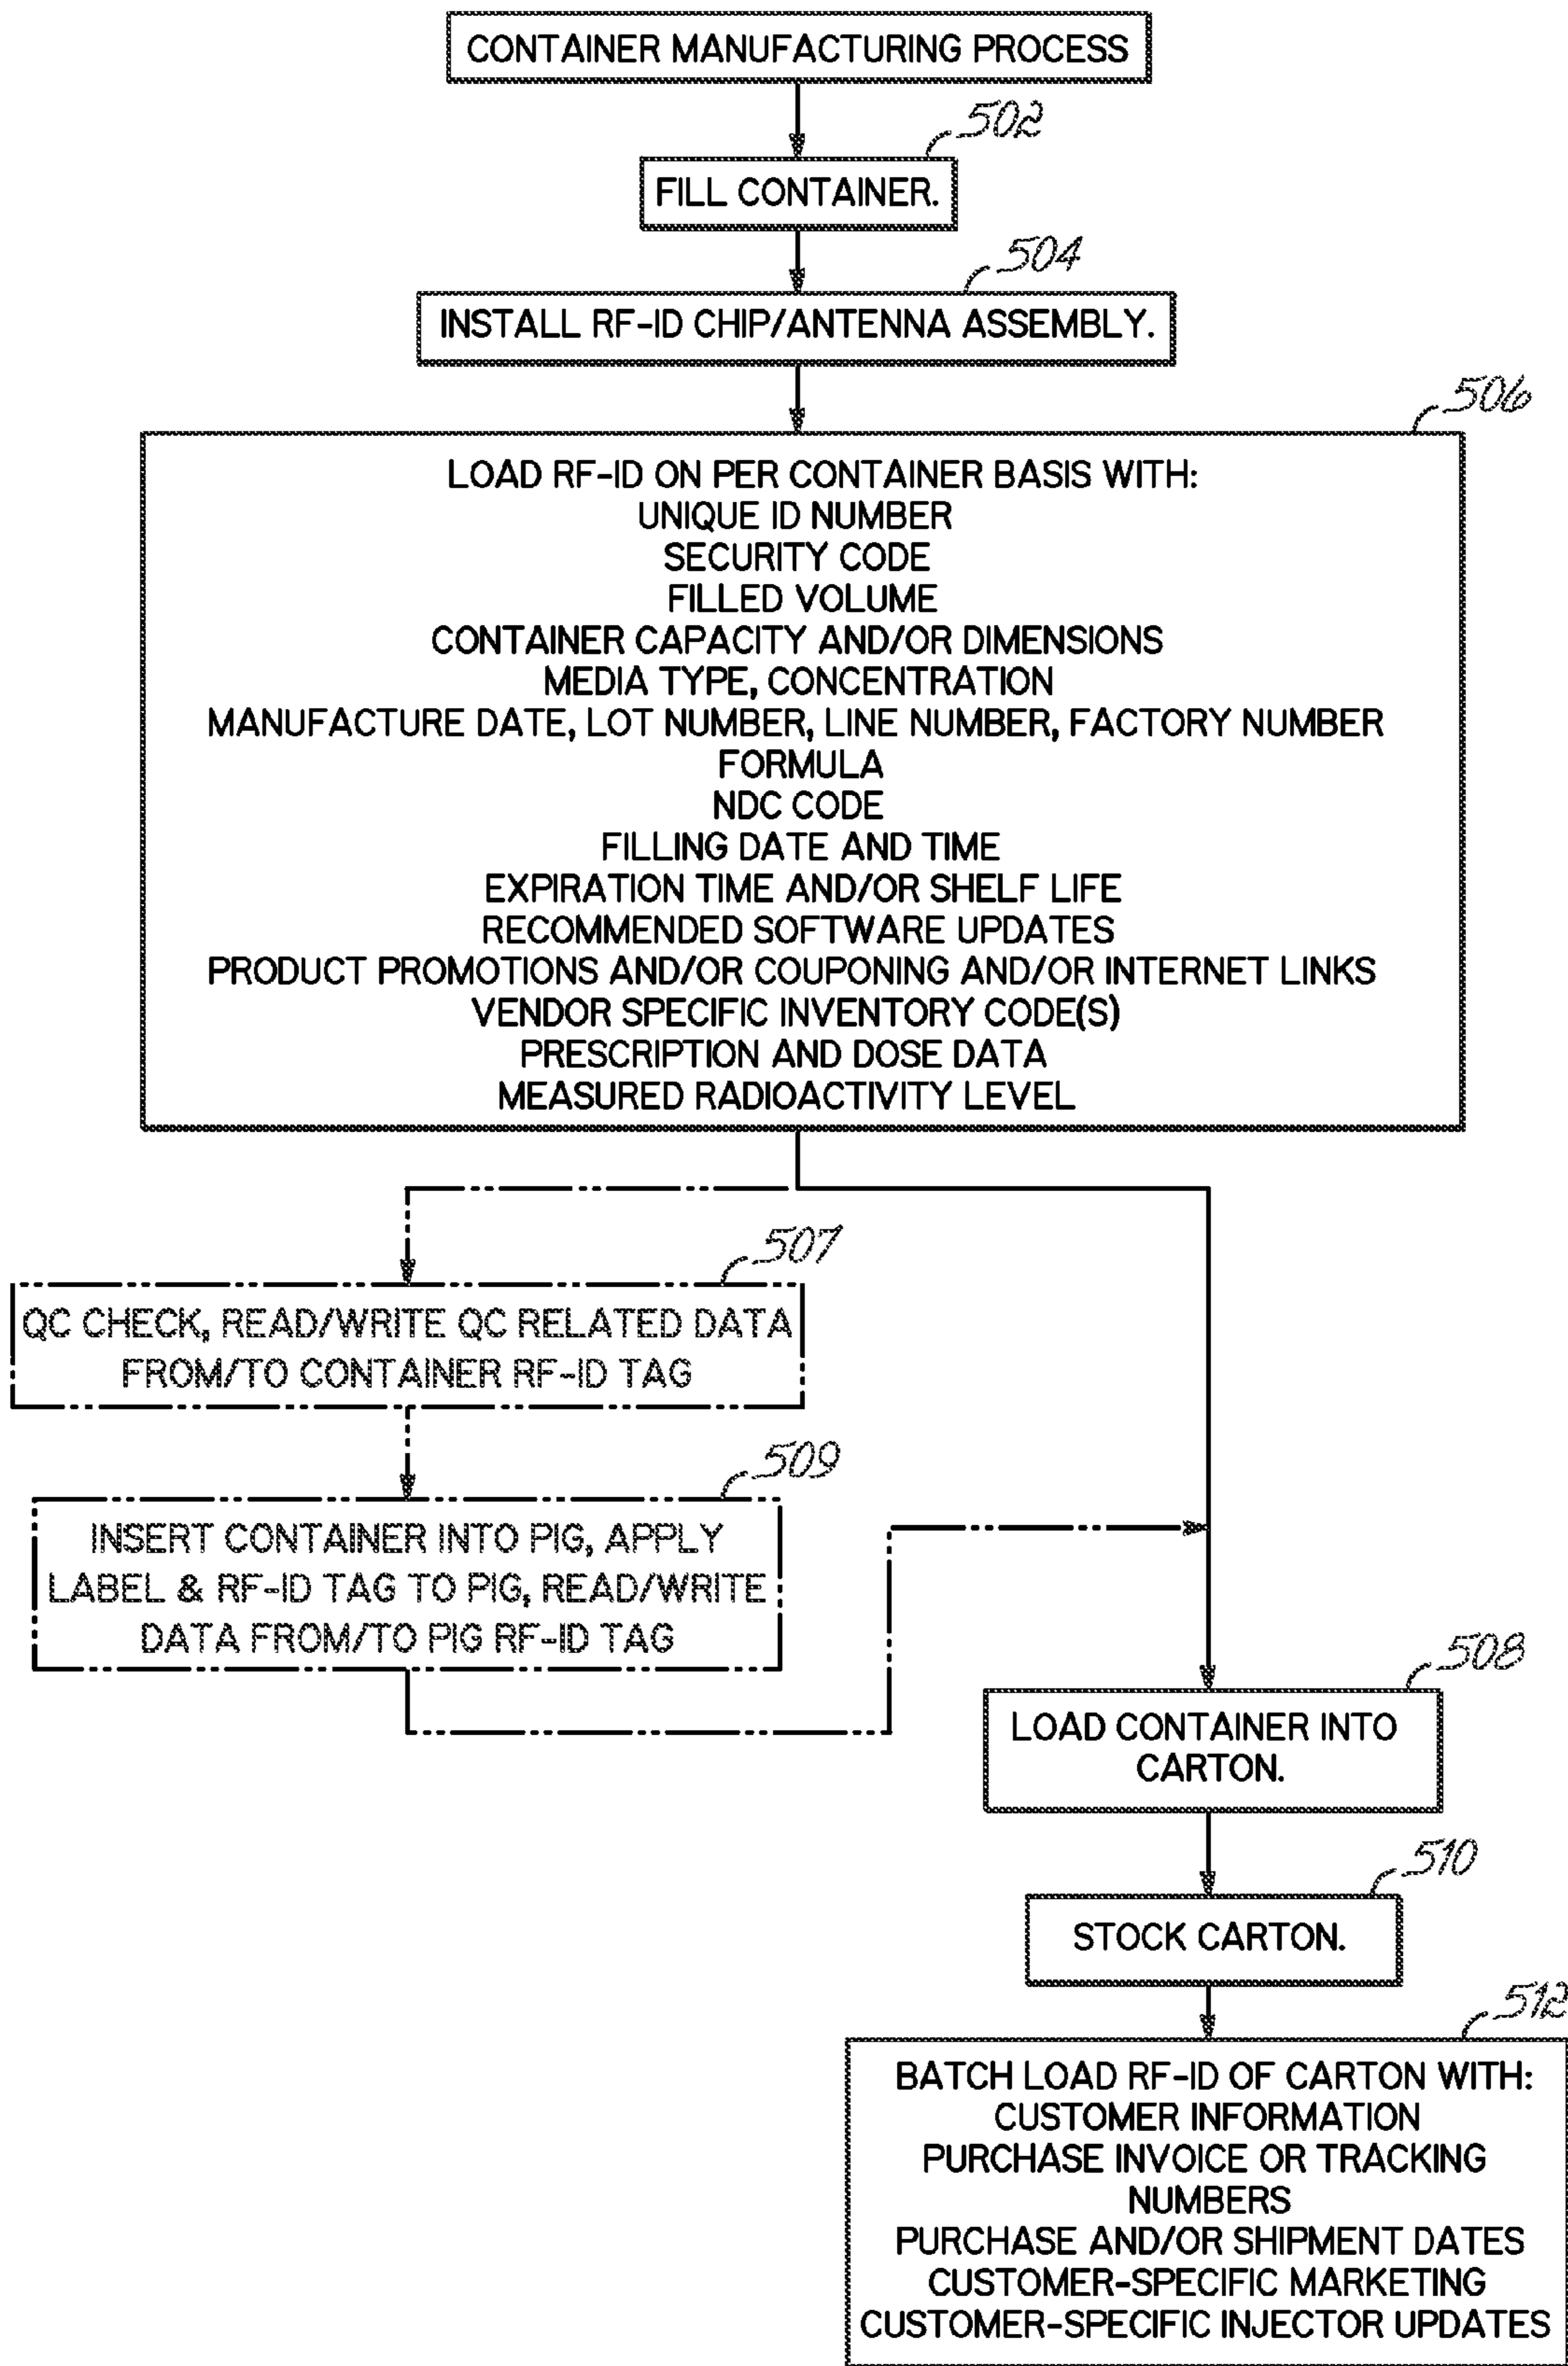 CONTAINER MANUFACTURING PROCESS
502
FILL CONTAINER.
504
INSTALL RF-ID CHIP/ANTENNA ASSEMBLY.
506
LOAD RF-ID ON PER CONTAINER BASIS WITH:
UNIQUE ID NUMBER
SECURITY CODE
FILLED VOLUME
CONTAINER CAPACITY AND/OR DIMENSIONS
MEDIA TYPE, CONCENTRATION
MANUFACTURE DATE, LOT NUMBER, LINE NUMBER, FACTORY NUMBER
FORMULA
NDC CODE
FILLING DATE AND TIME
EXPIRATION TIME AND/OR SHELF LIFE
RECOMMENDED SOFTWARE UPDATES
PRODUCT PROMOTIONS AND/OR COUPONING AND/OR INTERNET LINKS
VENDOR SPECIFIC INVENTORY CODE(S)
PRESCRIPTION AND DOSE DATA
MEASURED RADIOACTIVITY LEVEL
507
QC CHECK, READ/WRITE QC RELATED DATA
FROM/TO CONTAINER RF-ID TAG
509
INSERT CONTAINER INTO PIG, APPLY
LABEL & RF-ID TAG TO PIG, READ/WRITE
DATA FROM/TO PIG RF-ID TAG
508
LOAD CONTAINER INTO
CARTON.
510
STOCK CARTON.
512
BATCH LOAD RF-ID OF CARTON WITH:
CUSTOMER INFORMATION
PURCHASE INVOICE OR TRACKING
NUMBERS
PURCHASE AND/OR SHIPMENT DATES
CUSTOMER-SPECIFIC MARKETING
CUSTOMER-SPECIFIC INJECTOR UPDATES